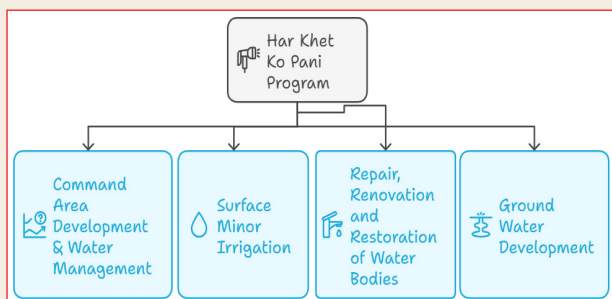 Har Khet
Ko Pani
Program
Command
Area
Development
& Water
Management
Surface
Minor
Irrigation
Repair,
Renovation
and
Restoration
of Water
Bodies
Ground
Water
Development